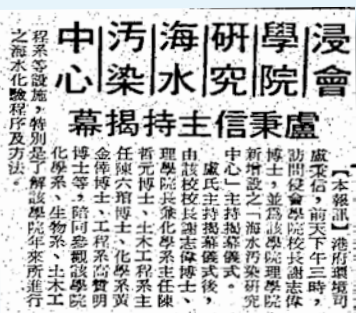 浸會
學院
硏究
海水
污染
中心
盧秉信主持揭幕
【本報訊】港府環境司
盧秉信，前天下午三時，
訪問浸會學院校長謝志偉
博士，並為該學院理學院
新增設之「海水污染硏究
中心」主持揭幕儀式。
盧氏主持揭幕儀式後，
由該校校長謝志偉博士、
理學院長兼化學系主任陳
哲元博士、土木工程系主
任陳六琯博士、化學系黃
金偉博士、工程系高贊明
博士等，陪同參觀該學院
化學系、生物系、土木工
程系等設施，特別是了解該學院年來所進行
之海水化驗程序及方法。